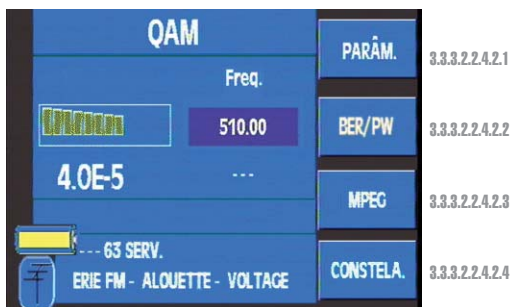 QAM
PARÂM.
3.3.3.2.2.4.2.1
Freq.
510.00
BER/PW
3.3.3.2.2.4.2.2
4.0E-5
---
MPEG
3.3.3.2.2.4.2.3
--- 63 SERV.
ERIE FM - ALOUETTE - VOLTAGE
CONSTELA.
3.3.3.2.2.4.2.4